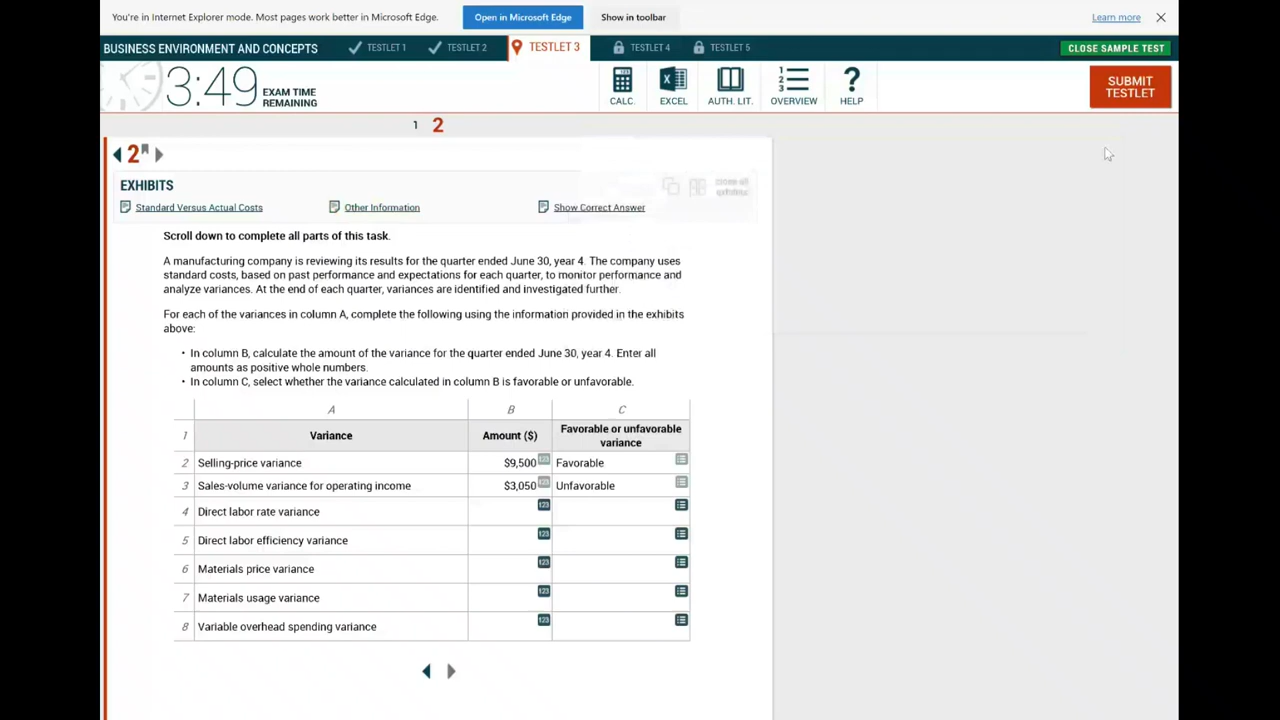 You're in Internet Explorer mode. Most pages work better in Microsoft Edge. Open in Microsoft Edge Show in toolbar Learn more
BUSINESS ENVIRONMENT AND CONCEPTS TESTLET 1 TESTLET 2 TESTLET 3 TESTLET 4 TESTLET 5 CLOSE SAMPLE TEST
3:49 EXAM TIME REMAINING
CALC. EXCEL AUTH. LIT. OVERVIEW HELP
SUBMIT TESTLET
1 2
2
EXHIBITS
Standard Versus Actual Costs Other Information Show Correct Answer
Scroll down to complete all parts of this task.
A manufacturing company is reviewing its results for the quarter ended June 30, year 4. The company uses
standard costs, based on past performance and expectations for each quarter, to monitor performance and
analyze variances. At the end of each quarter, variances are identified and investigated further.
For each of the variances in column A, complete the following using the information provided in the exhibits
above:
• In column B, calculate the amount of the variance for the quarter ended June 30, year 4. Enter all
amounts as positive whole numbers.
• In column C, select whether the variance calculated in column B is favorable or unfavorable.
A B C
1 Variance Amount ($) Favorable or unfavorable variance
2 Selling-price variance $9,500 Favorable
3 Sales-volume variance for operating income $3,050 Unfavorable
4 Direct labor rate variance
5 Direct labor efficiency variance
6 Materials price variance
7 Materials usage variance
8 Variable overhead spending variance